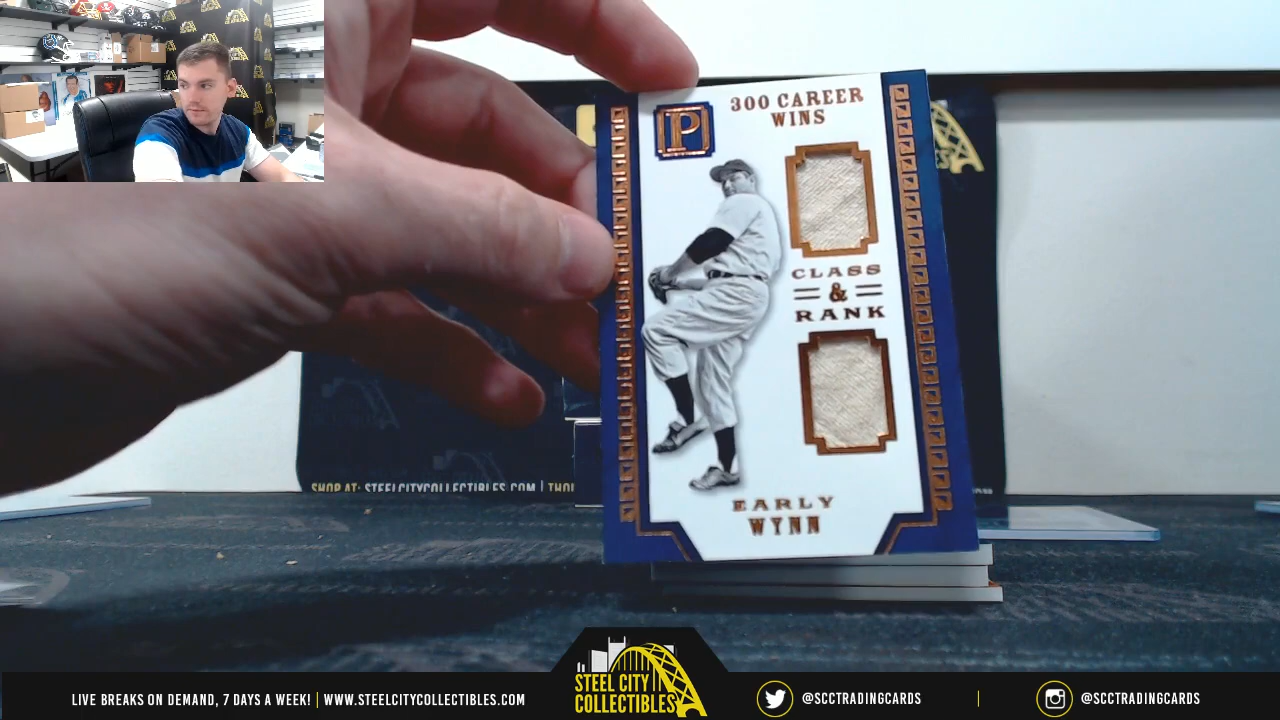 P
300 CAREER
WINS
CLASS
&
RANK
EARLY
WYNN
SHOP AT: STEELCITYCOLLECTIBLES.COM |
LIVE BREAKS ON DEMAND, 7 DAYS A WEEK! | WWW.STEELCITYCOLLECTIBLES.COM
STEEL CITY
COLLECTIBLES
@SCCTRADINGCARDS
@SCCTRADINGCARDS